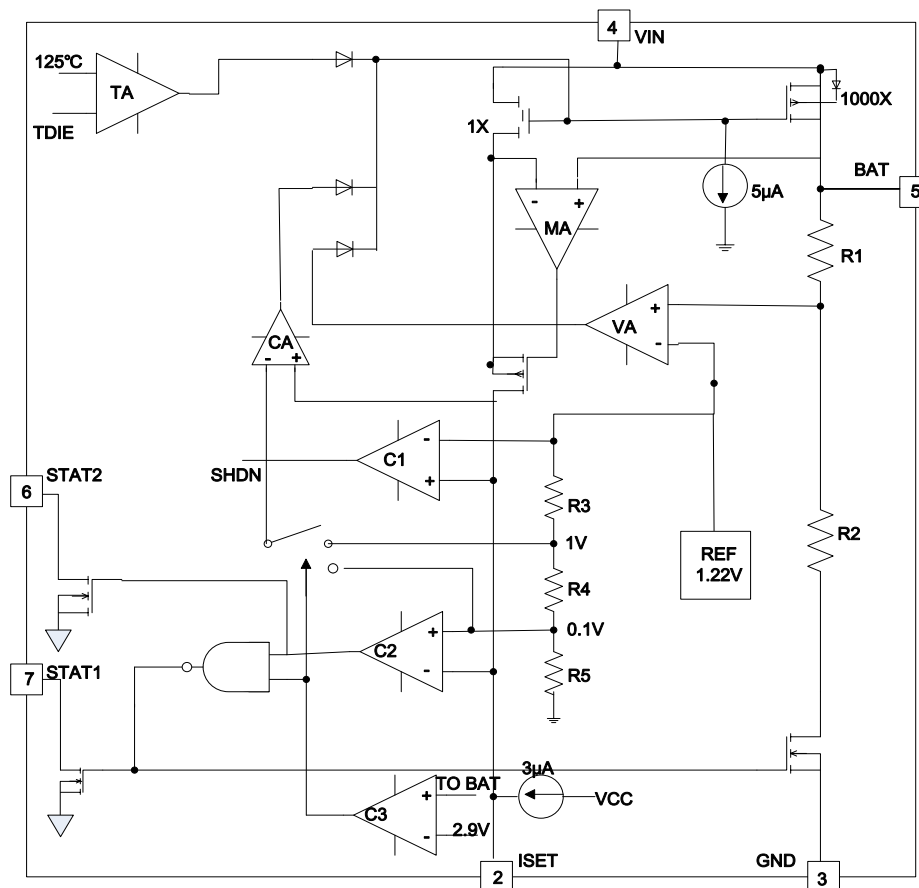 4 VIN
125℃
TA
TDIE
1X
1000X
5µA
BAT
5
- +
MA
R1
+
VA
-
CA
- +
-
C1
+
SHDN
STAT2
6
R3
1V
R2
REF
1.22V
R4
0.1V
+
C2
-
R5
STAT1
7
3µA
TO BAT
+
C3
-
2.9V
VCC
ISET
2
GND
3